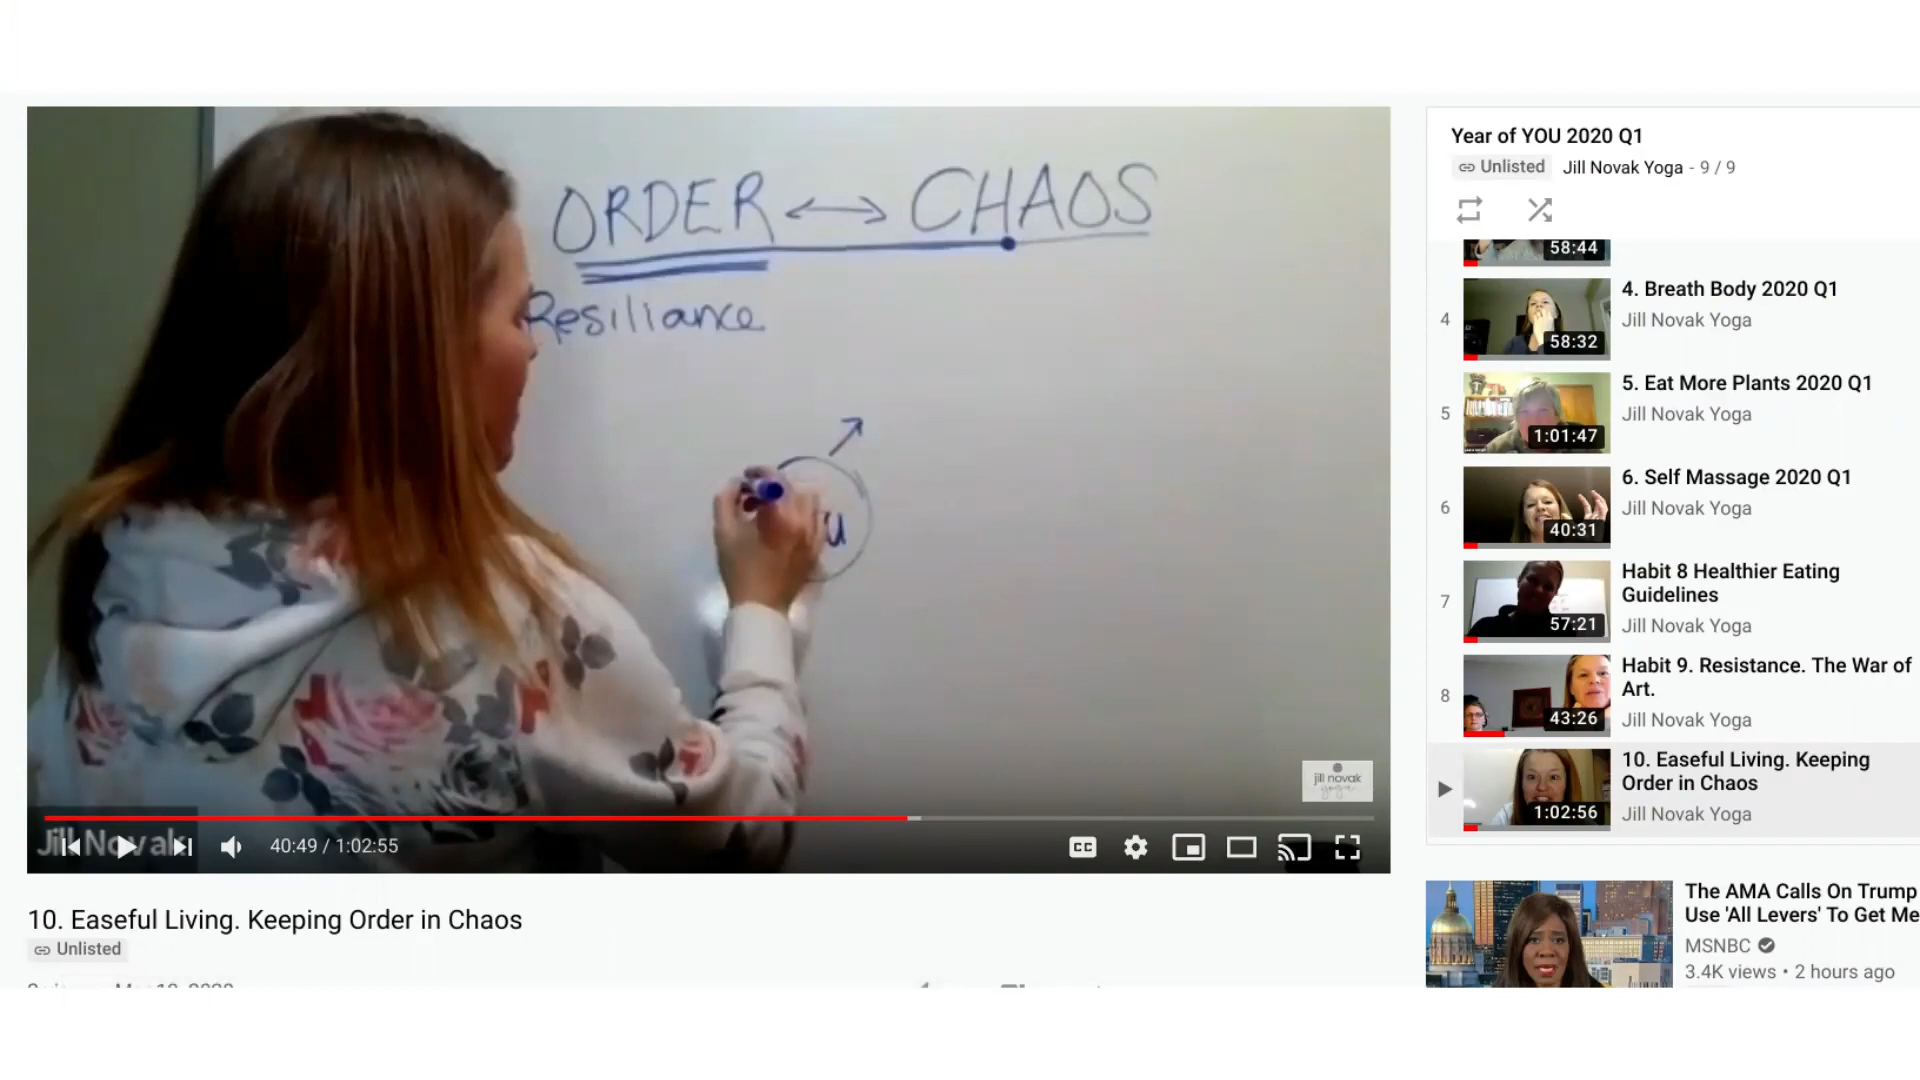 ORDER ↔ CHAOS
Resiliance
u
jill novak
yoga
Jill Novak
40:49 / 1:02:55
CC
10. Easeful Living. Keeping Order in Chaos
Unlisted
Year of YOU 2020 Q1
Unlisted Jill Novak Yoga - 9 / 9
58:44
4
58:32
4. Breath Body 2020 Q1
Jill Novak Yoga
5
1:01:47
5. Eat More Plants 2020 Q1
Jill Novak Yoga
6
40:31
6. Self Massage 2020 Q1
Jill Novak Yoga
7
57:21
Habit 8 Healthier Eating
Guidelines
Jill Novak Yoga
8
43:26
Habit 9. Resistance. The War of
Art.
Jill Novak Yoga
1:02:56
10. Easeful Living. Keeping
Order in Chaos
Jill Novak Yoga
The AMA Calls On Trump
Use 'All Levers' To Get Me
MSNBC
3.4K views • 2 hours ago